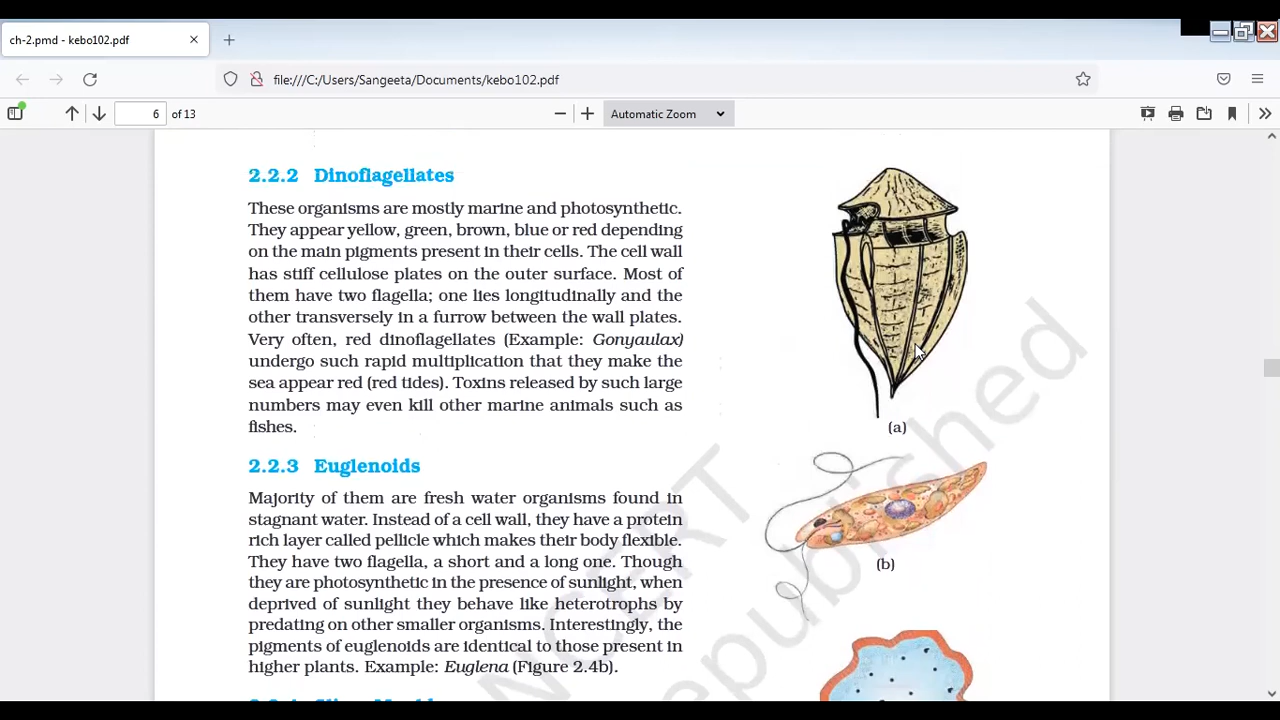 ch-2.pmd - kebo102.pdf
file:///C:/Users/Sangeeta/Documents/kebo102.pdf
6 of 13
Automatic Zoom
2.2.2 Dinoflagellates
These organisms are mostly marine and photosynthetic.
They appear yellow, green, brown, blue or red depending
on the main pigments present in their cells. The cell wall
has stiff cellulose plates on the outer surface. Most of
them have two flagella; one lies longitudinally and the
other transversely in a furrow between the wall plates.
Very often, red dinoflagellates (Example: Gonyaulax)
undergo such rapid multiplication that they make the
sea appear red (red tides). Toxins released by such large
numbers may even kill other marine animals such as
fishes.
(a)
2.2.3 Euglenoids
Majority of them are fresh water organisms found in
stagnant water. Instead of a cell wall, they have a protein
rich layer called pellicle which makes their body flexible.
They have two flagella, a short and a long one. Though
they are photosynthetic in the presence of sunlight, when
deprived of sunlight they behave like heterotrophs by
predating on other smaller organisms. Interestingly, the
pigments of euglenoids are identical to those present in
higher plants. Example: Euglena (Figure 2.4b).
(b)
NCERT
republished